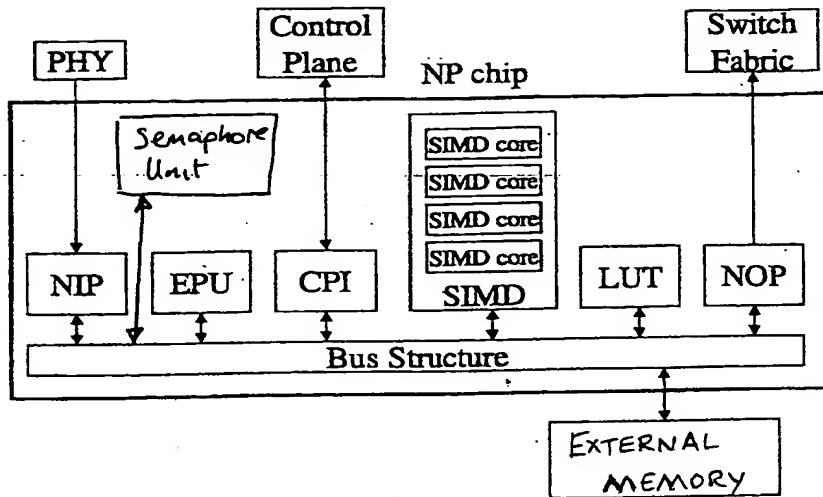 PHY
Control
Plane
NP chip
Switch
Fabric
Semaphore
Unit
SIMD core
SIMD core
SIMD core
SIMD core
SIMD
NIP
EPU
CPI
LUT
NOP
Bus Structure
EXTERNAL
MEMORY